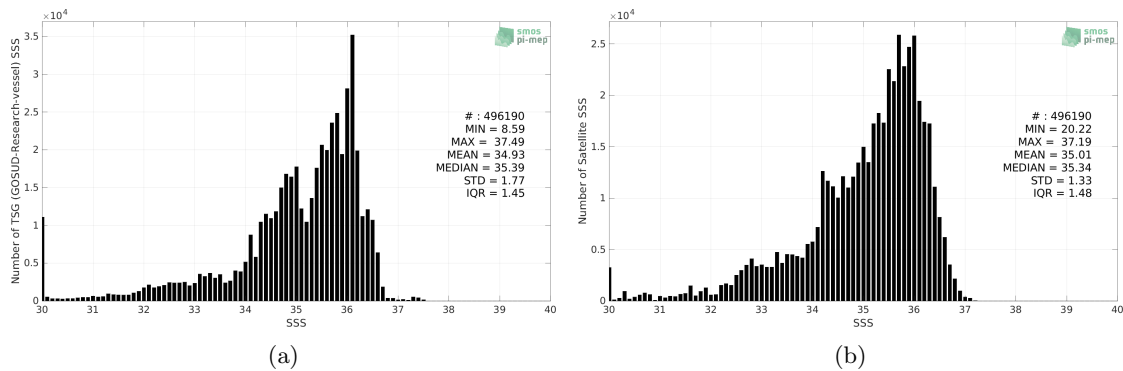 ×10⁴
3.5
3
2.5
2
1.5
1
0.5
0
30 31 32 33 34 35 36 37 38 39 40
SSS
Number of TSG (GOSUD-Research-vessel) SSS
smos
pi-mep
# : 496190
MIN = 8.59
MAX = 37.49
MEAN = 34.93
MEDIAN = 35.39
STD = 1.77
IQR = 1.45
(a)
×10⁴
2.5
2
1.5
1
0.5
0
30 31 32 33 34 35 36 37 38 39 40
SSS
Number of Satellite SSS
smos
pi-mep
# : 496190
MIN = 20.22
MAX = 37.19
MEAN = 35.01
MEDIAN = 35.34
STD = 1.33
IQR = 1.48
(b)